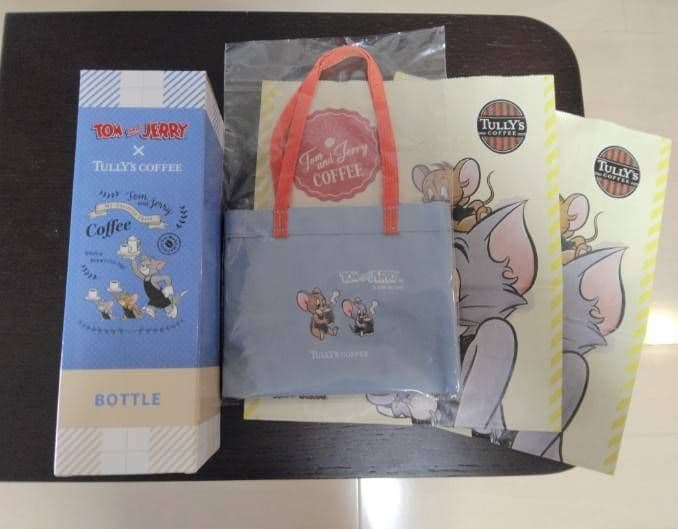 TOM and JERRY
×
TULLY'S COFFEE
Tom
and Jerry
Coffee
BOTTLE
Tom and Jerry
COFFEE
TOM and JERRY
TULLY'S COFFEE
TULLY'S
COFFEE
TULLY'S
COFFEE